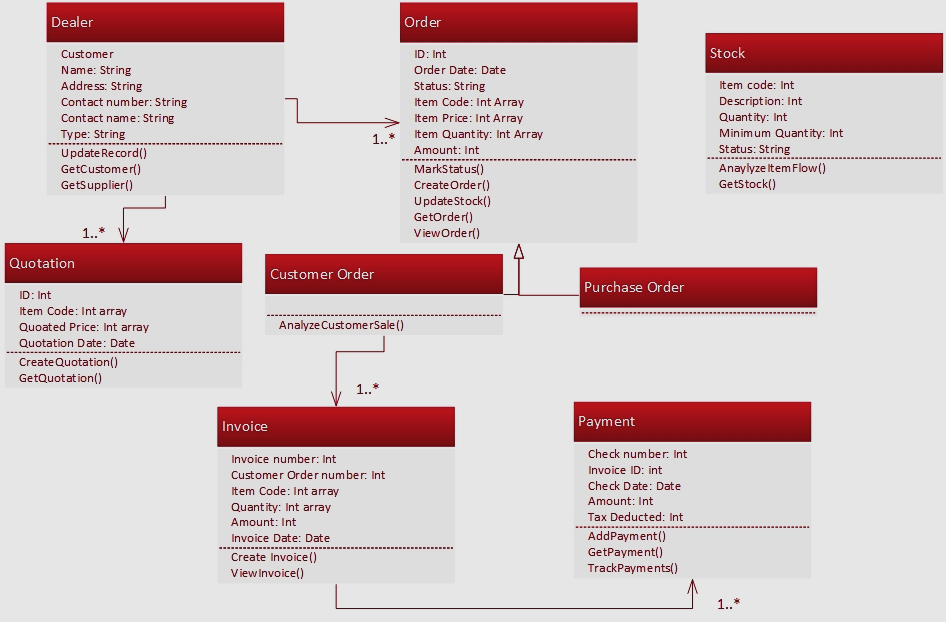 Dealer
Customer
Name: String
Address: String
Contact number: String
Contact name: String
Type: String
UpdateRecord()
GetCustomer()
GetSupplier()
1..*
Order
ID: Int
Order Date: Date
Status: String
Item Code: Int Array
Item Price: Int Array
Item Quantity: Int Array
Amount: Int
MarkStatus()
CreateOrder()
UpdateStock()
GetOrder()
ViewOrder()
Stock
Item code: Int
Description: Int
Quantity: Int
Minimum Quantity: Int
Status: String
AnaylyzeItemFlow()
GetStock()
1..*
Quotation
ID: Int
Item Code: Int array
Quoated Price: Int array
Quotation Date: Date
CreateQuotation()
GetQuotation()
Customer Order
AnalyzeCustomerSale()
Purchase Order
1..*
Invoice
Invoice number: Int
Customer Order number: Int
Item Code: Int array
Quantity: Int array
Amount: Int
Invoice Date: Date
Create Invoice()
ViewInvoice()
Payment
Check number: Int
Invoice ID: int
Check Date: Date
Amount: Int
Tax Deducted: Int
AddPayment()
GetPayment()
TrackPayments()
1..*